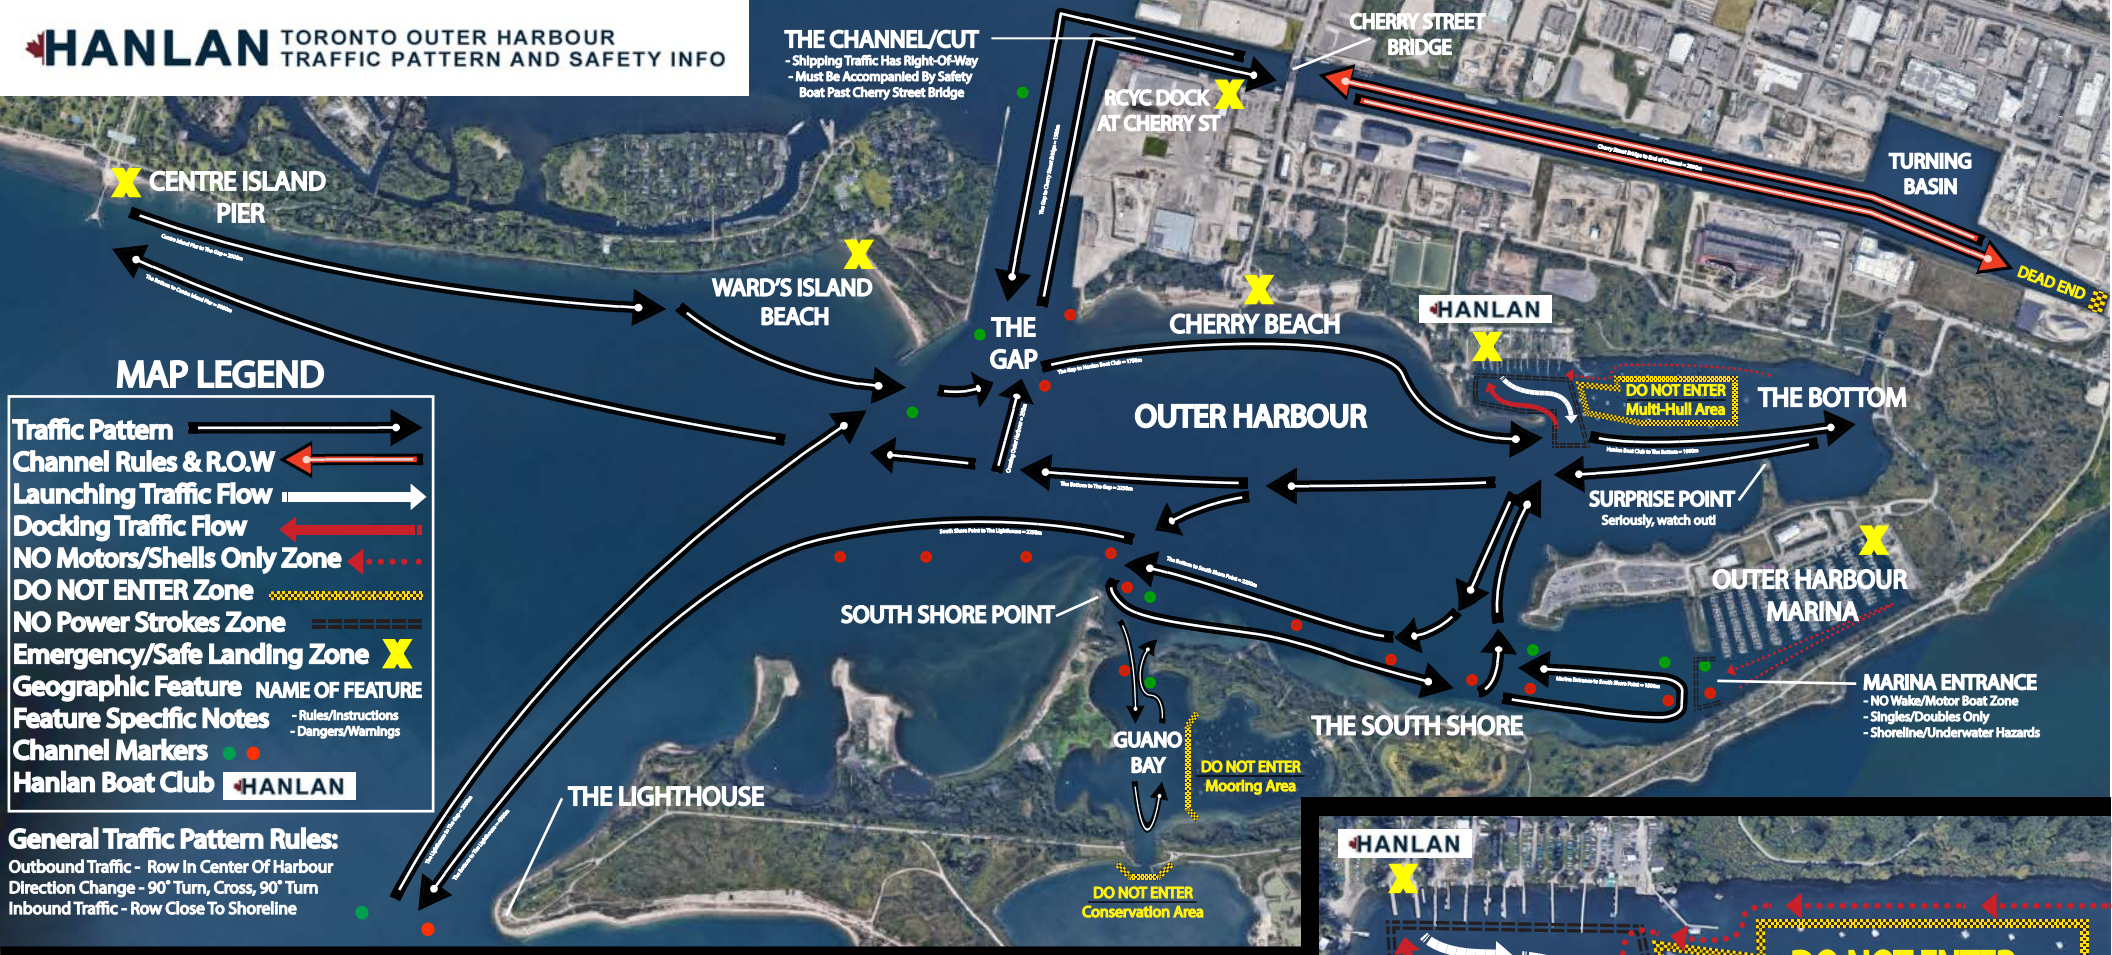 HANLAN
TORONTO OUTER HARBOUR
TRAFFIC PATTERN AND SAFETY INFO
THE CHANNEL/CUT
- Shipping Traffic Has Right-Of-Way
- Must Be Accompanied By Safety
Boat Past Cherry Street Bridge
CHERRY STREET
BRIDGE
RCYC DOCK
AT CHERRY ST
TURNING
BASIN
DEAD END
CENTRE ISLAND
PIER
WARD'S ISLAND
BEACH
THE
GAP
CHERRY BEACH
HANLAN
OUTER HARBOUR
DO NOT ENTER
Multi-Hull Area
THE BOTTOM
SURPRISE POINT
Seriously, watch out!
OUTER HARBOUR
MARINA
MARINA ENTRANCE
- NO Wake/Motor Boat Zone
- Singles/Doubles Only
- Shoreline/Underwater Hazards
SOUTH SHORE POINT
THE SOUTH SHORE
GUANO
BAY
DO NOT ENTER
Mooring Area
DO NOT ENTER
Conservation Area
THE LIGHTHOUSE
MAP LEGEND
Traffic Pattern
Channel Rules & R.O.W
Launching Traffic Flow
Docking Traffic Flow
NO Motors/Shells Only Zone
DO NOT ENTER Zone
NO Power Strokes Zone
Emergency/Safe Landing Zone
Geographic Feature NAME OF FEATURE
Feature Specific Notes - Rules/Instructions
- Dangers/Warnings
Channel Markers
Hanlan Boat Club HANLAN
General Traffic Pattern Rules:
Outbound Traffic - Row In Center Of Harbour
Direction Change - 90° Turn, Cross, 90° Turn
Inbound Traffic - Row Close To Shoreline
HANLAN
DO NOT ENTER